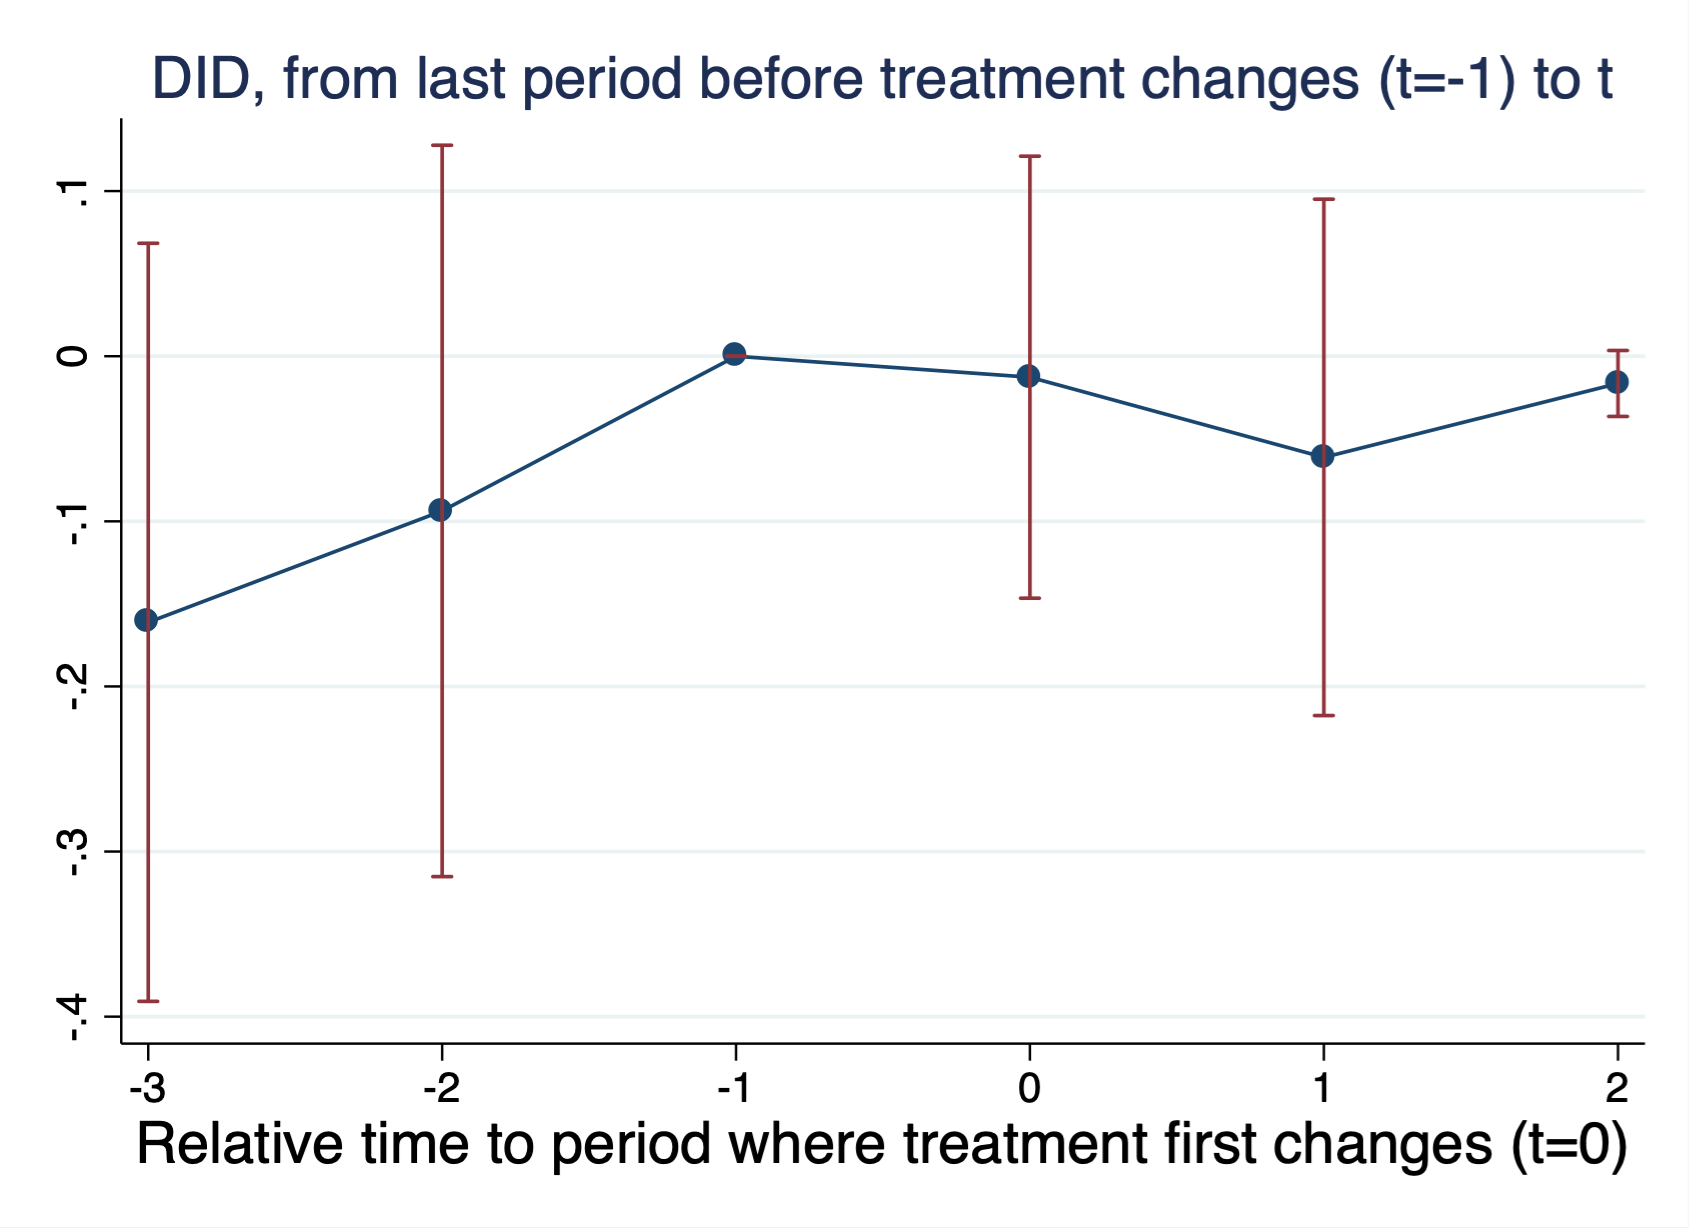 DID, from last period before treatment changes (t=-1) to t
.1
0
-.1
-.2
-.3
-.4
-3 -2 -1 0 1 2
Relative time to period where treatment first changes (t=0)